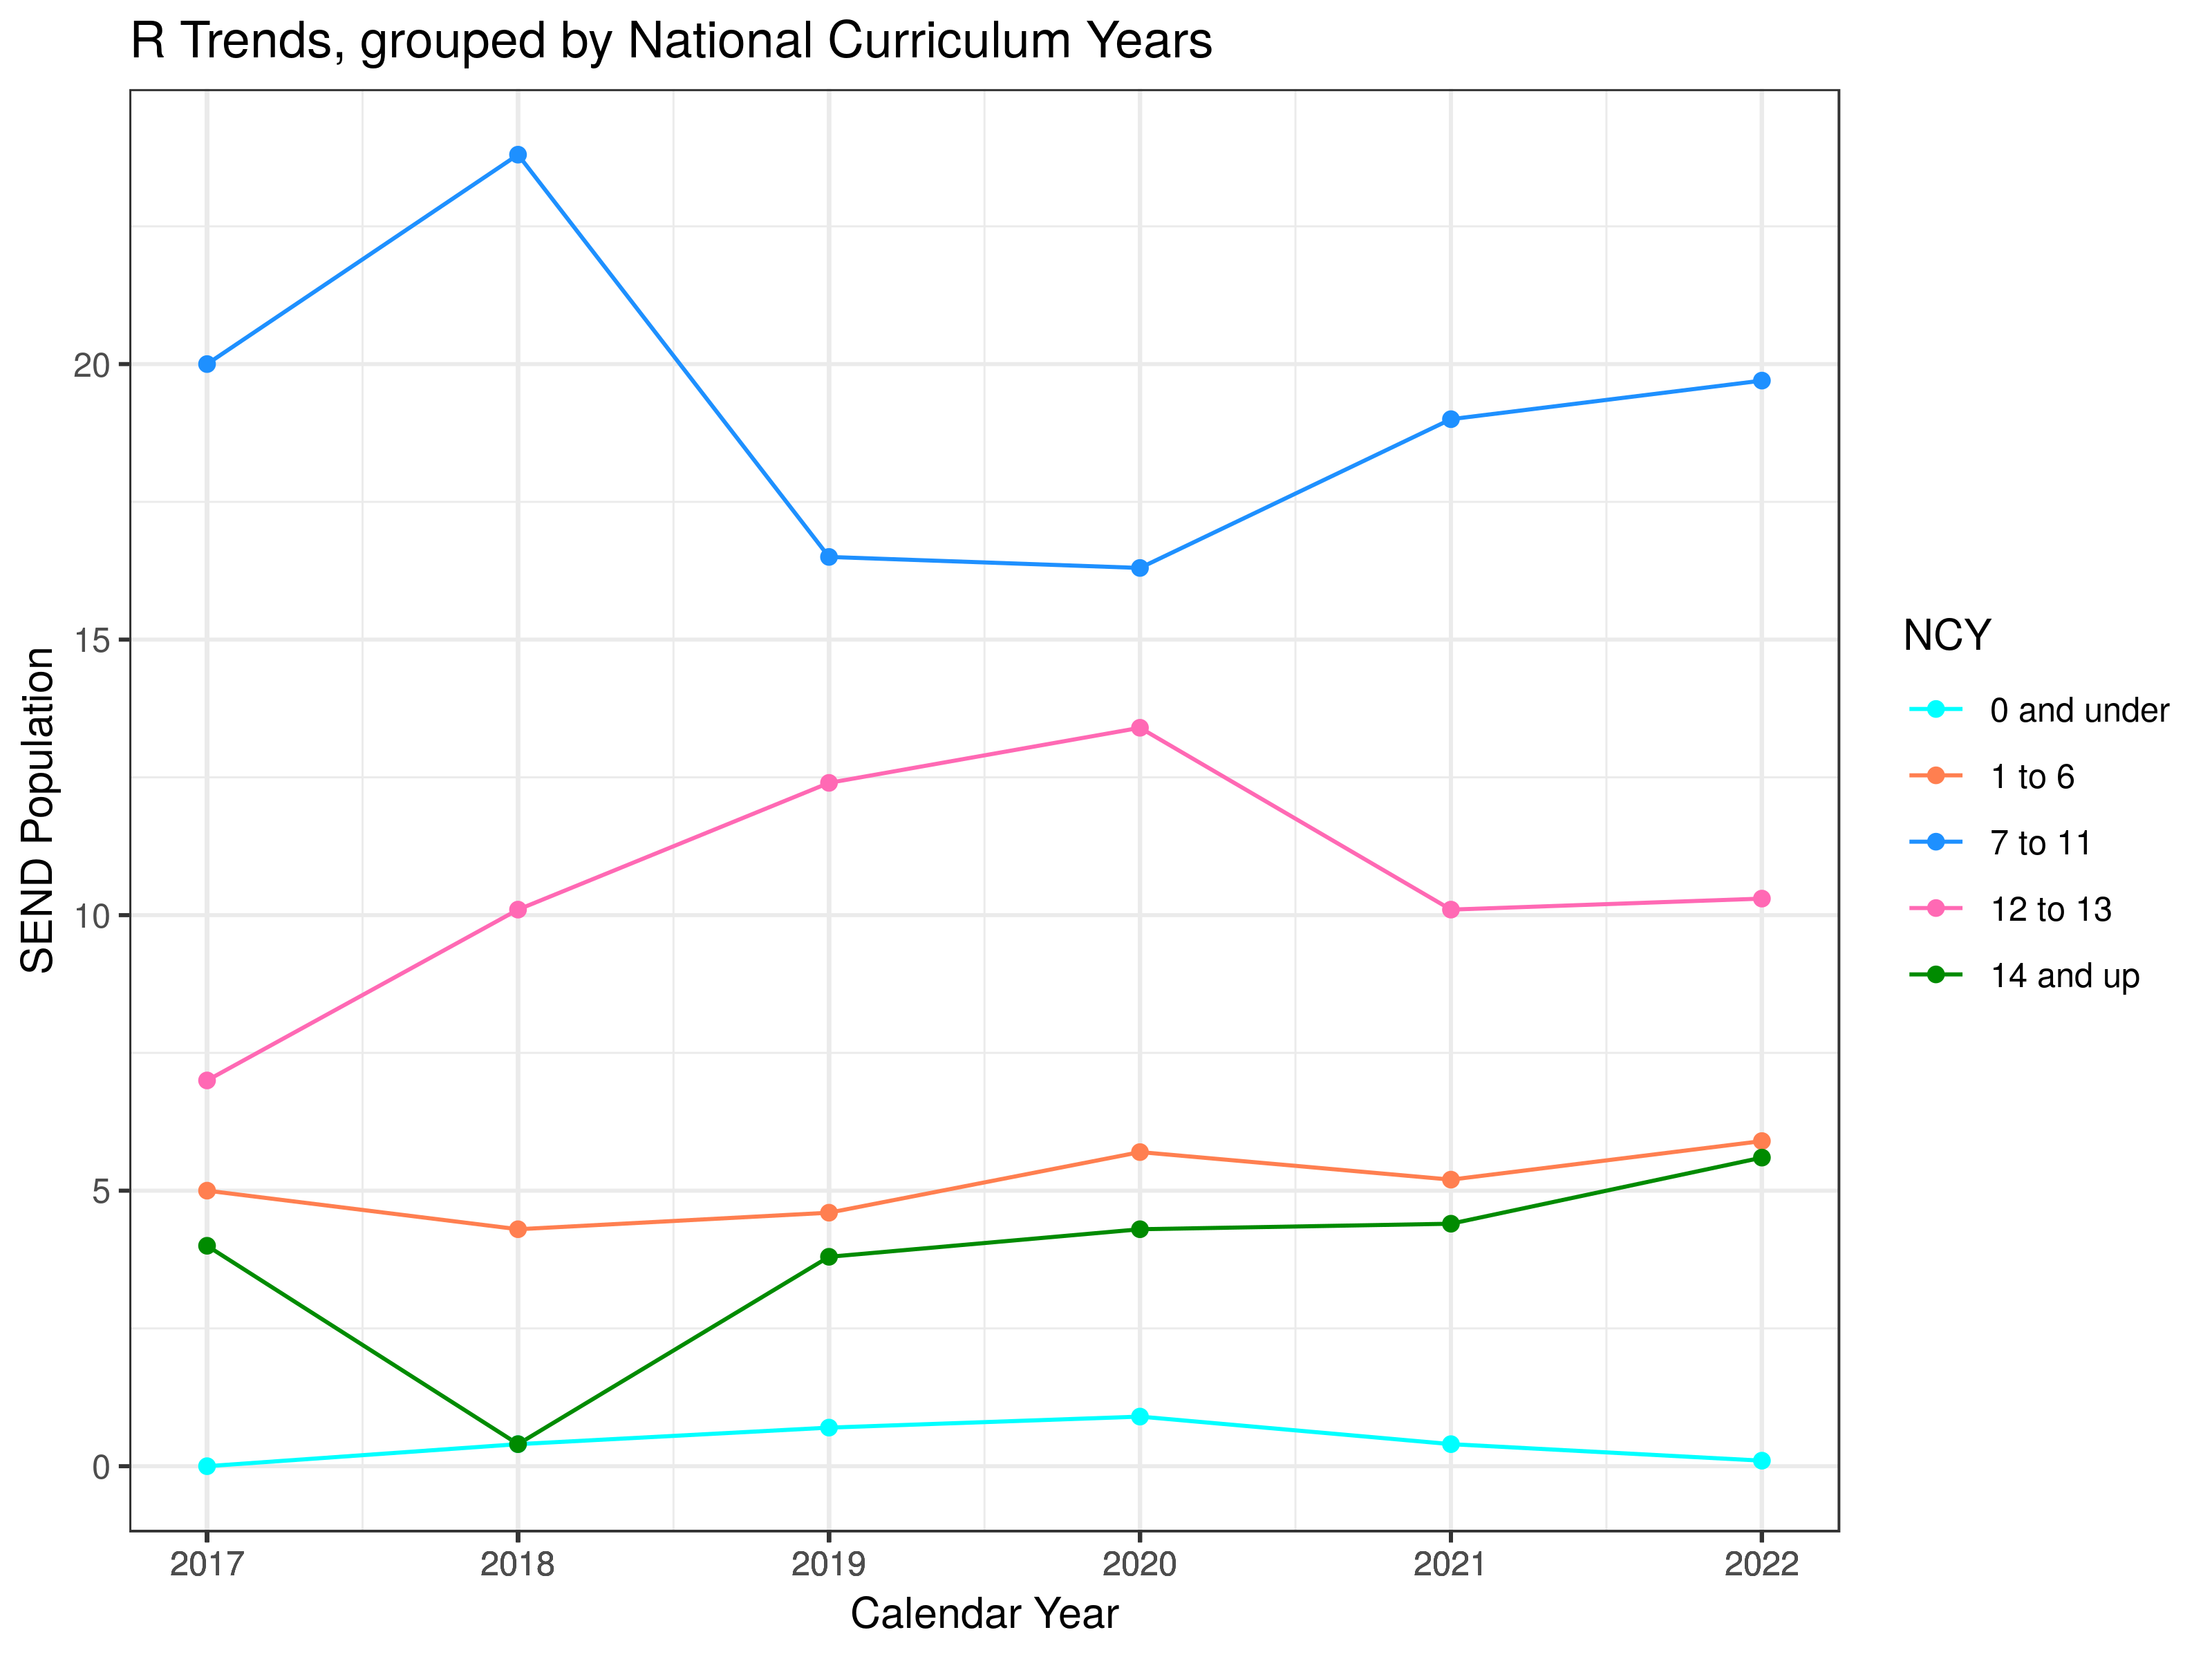 R Trends, grouped by National Curriculum Years
SEND Population
20
15
10
5
0
2017 2018 2019 2020 2021 2022
Calendar Year
NCY
0 and under
1 to 6
7 to 11
12 to 13
14 and up